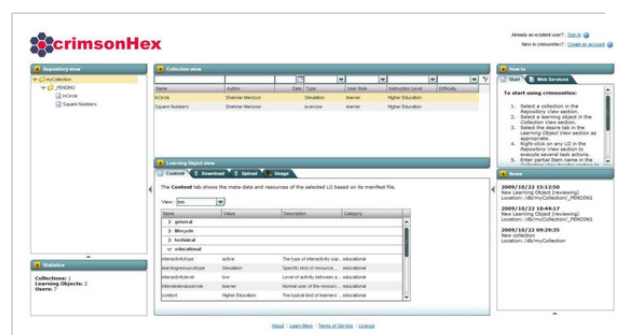 Already an existent user? : Sign in
New to crimsonHex? : Create an account
crimsonHex
Repository view
myCollection
_PENDING
InCircle
Square Numbers
Statistics
Collections: 1
Learning Objects: 2
Users: 7
Collection view
Name Author Date Type User Role Instruction Level Difficulty
InCircle Shahriar Manzoor Simulation learner Higher Education
Square Numbers Shahriar Manzoor exercise learner Higher Education
Learning Object view
Content Download Upload Usage
The Content tab shows the meta-data and resources of the selected LO based on its manifest file.
View: lom
Name Value Description Category
general
lifecycle
technical
educational
interactivitytype active The type of interactivity sup... educational
learningresourcetype Simulation Specific kind of resource, ... educational
interactivitylevel low Level of activity between a... educational
intendedenduserrole learner Normal user of the resourc... educational
context Higher Education The typical kind of learners ... educational
How to
Start Web Services
To start using crimsonHex:
1. Select a collection in the
Repository View section.
2. Select a learning object in the
Collection View section.
3. Select the desire tab in the
Learning Object View section as
appropriate.
4. Right-click on any LO in the
Repository View section to
execute several task actions.
5. Enter partial item name in the
News
2009/10/22 15:12:50
New Learning Object (reviewing)
Location: /db/myCollection/_PENDING
2009/10/22 10:44:17
New Learning Object (reviewing)
Location: /db/myCollection/_PENDING
2009/10/22 09:29:35
New collection
Location: /db/myCollection
About | Learn More | Terms of Service | License